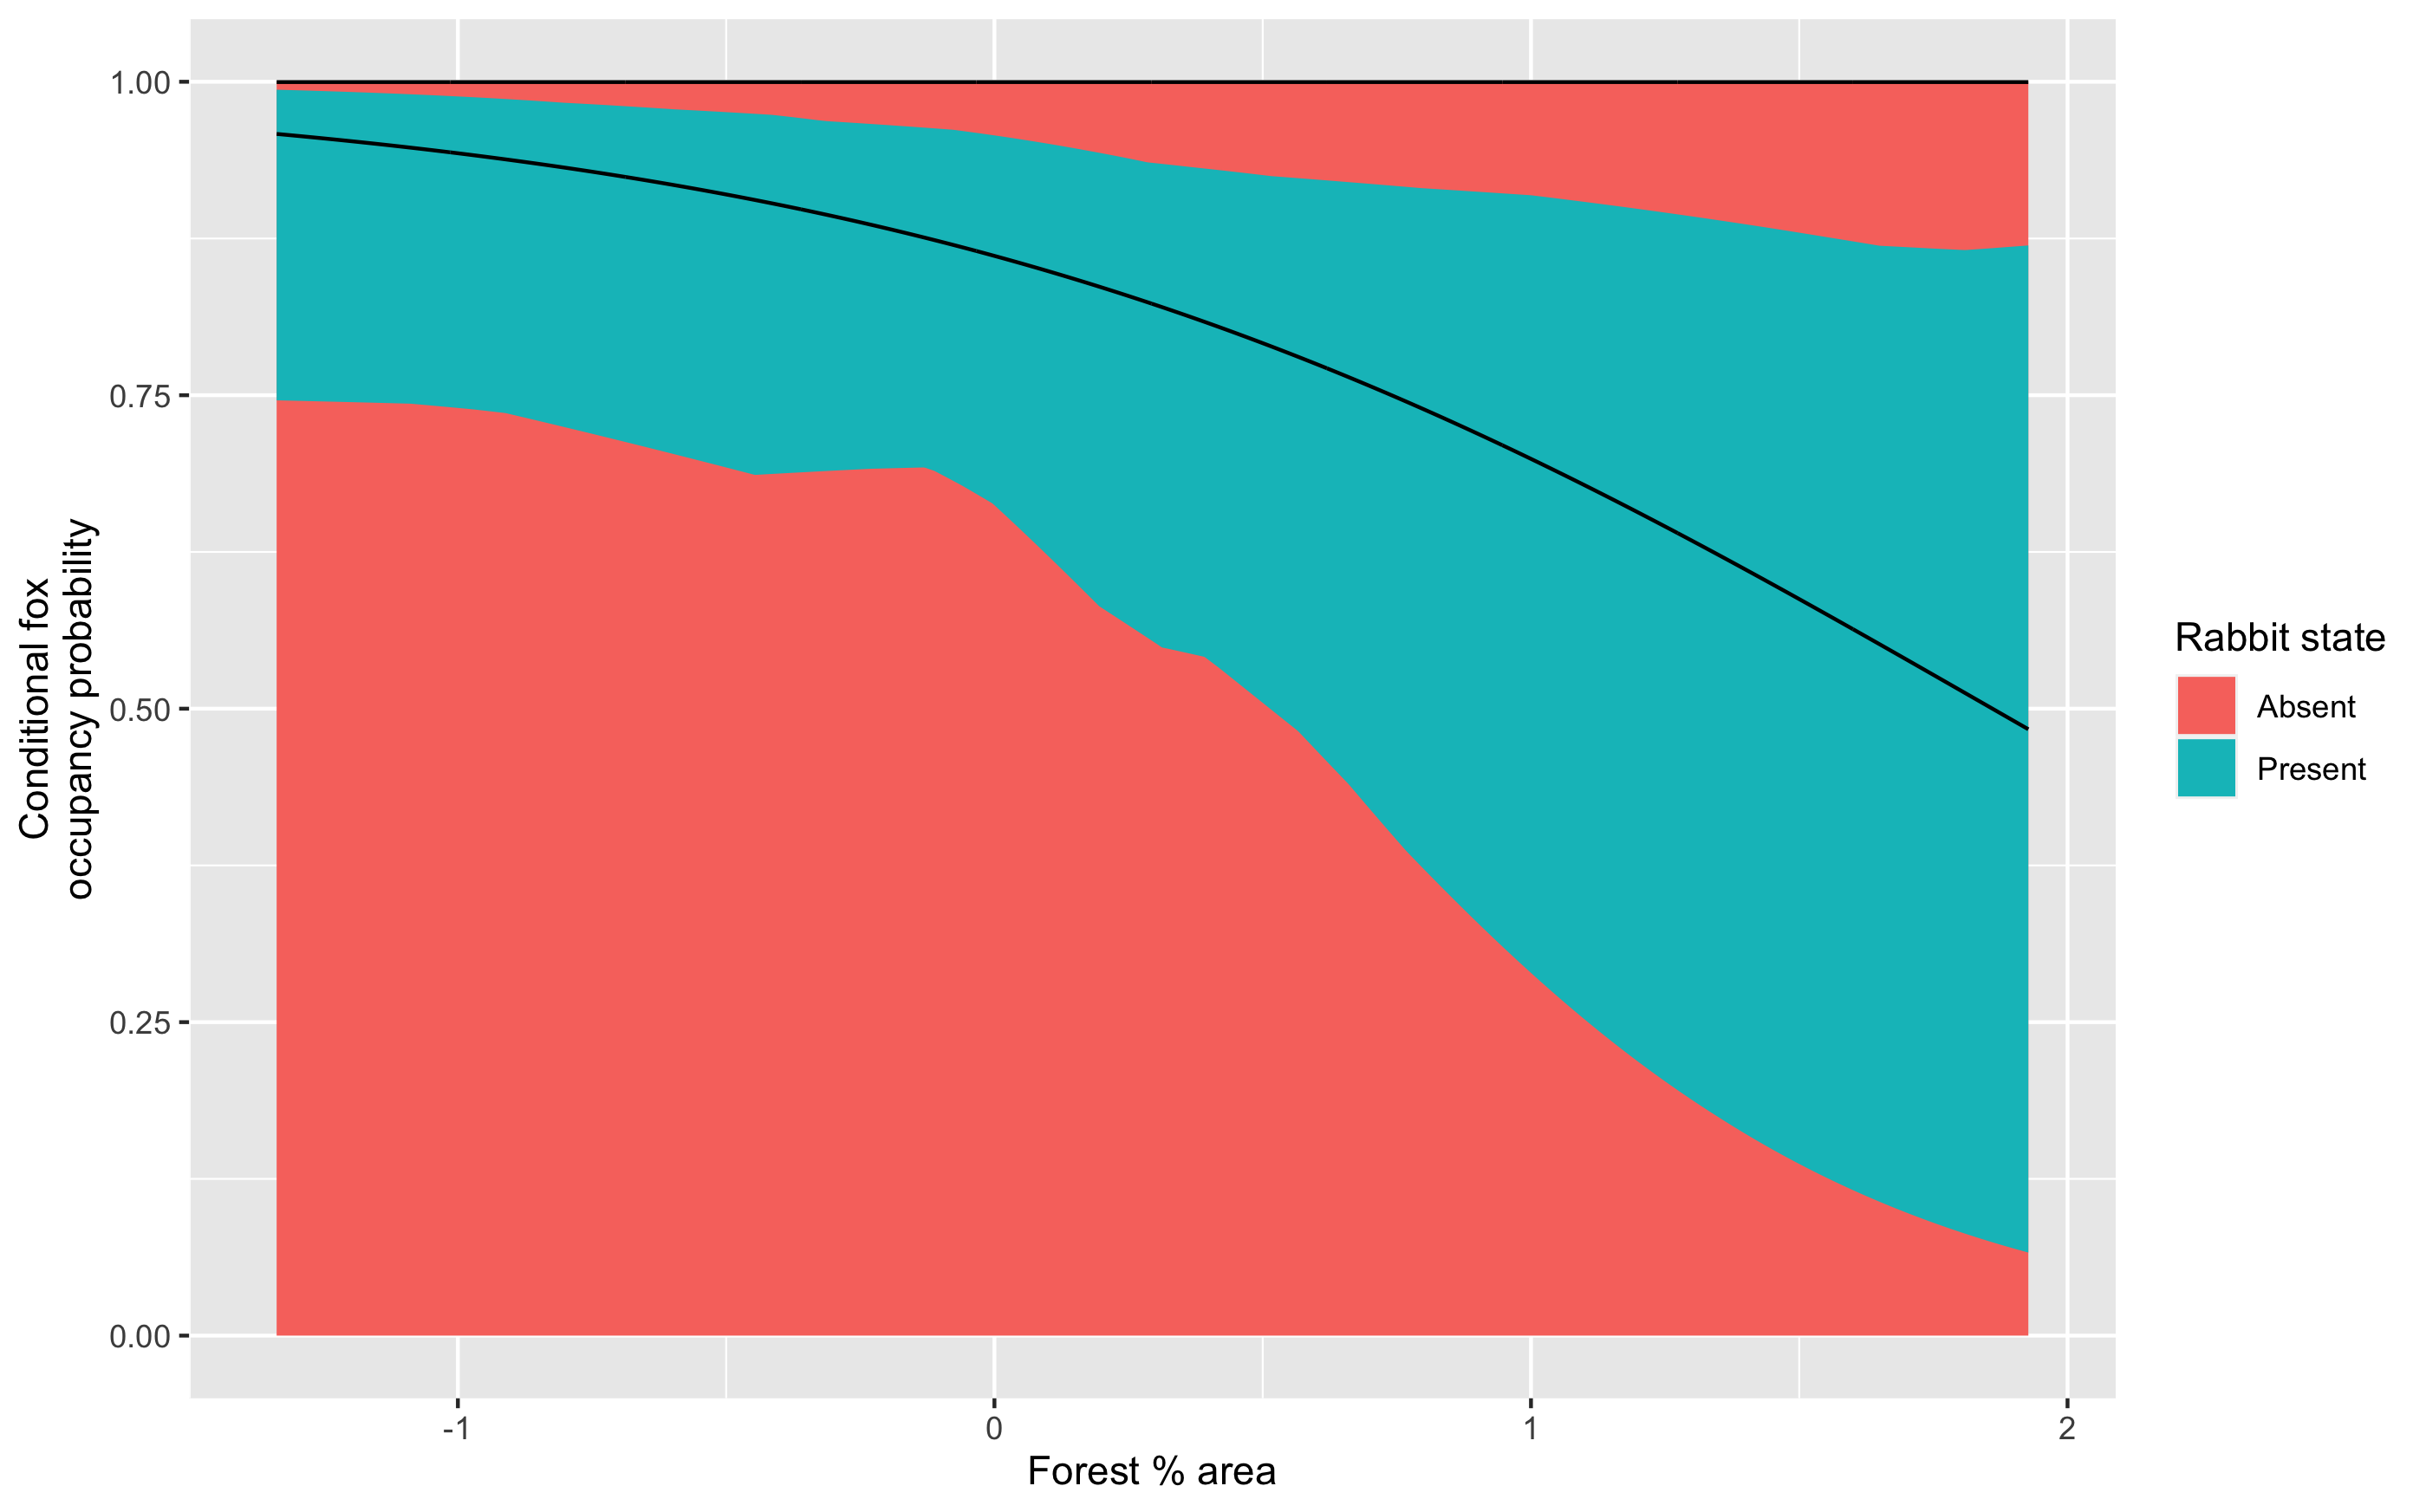 Conditional fox
occupancy probability
1.00
0.75
0.50
0.25
0.00
-1
0
1
2
Forest % area
Rabbit state
Absent
Present